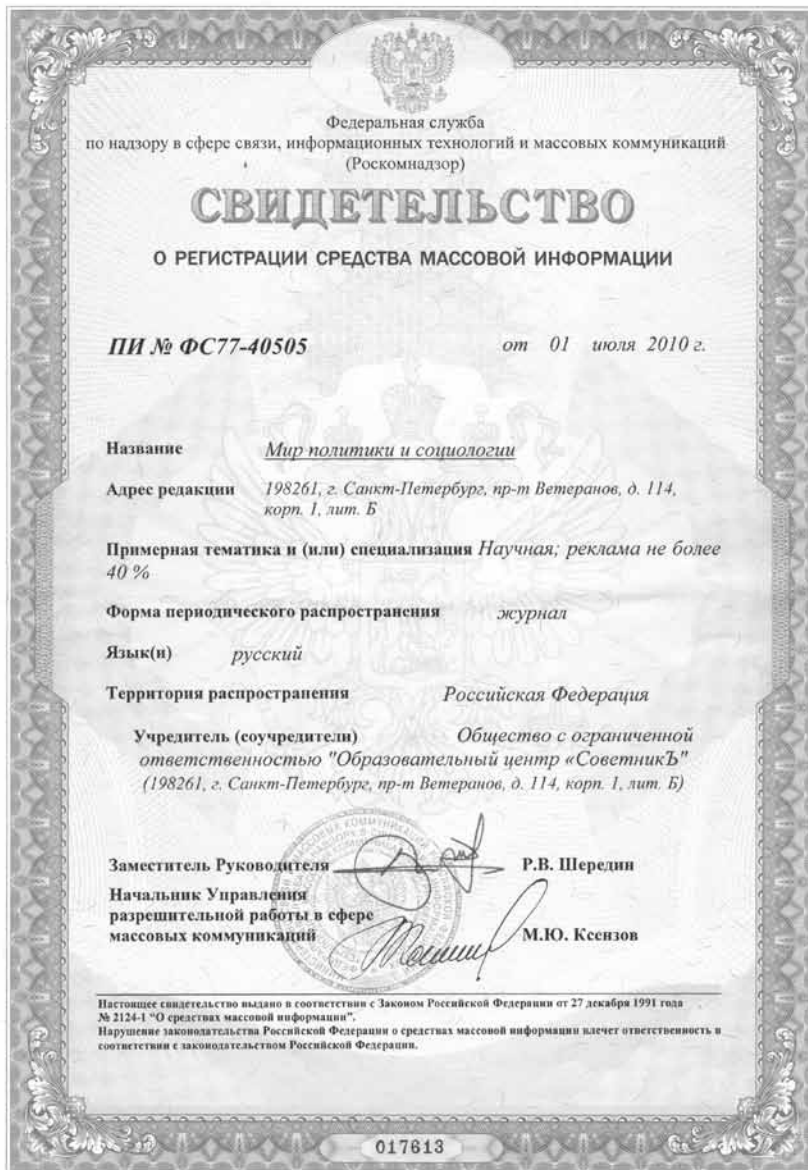 Федеральная служба
по надзору в сфере связи, информационных технологий и массовых коммуникаций
(Роскомнадзор)
СВИДЕТЕЛЬСТВО
О РЕГИСТРАЦИИ СРЕДСТВА МАССОВОЙ ИНФОРМАЦИИ
ПИ № ФС77-40505 от 01 июля 2010 г.
Название Мир политики и социологии
Адрес редакции 198261, г. Санкт-Петербург, пр-т Ветеранов, д. 114,
корп. 1, лит. Б
Примерная тематика и (или) специализация Научная; реклама не более
40 %
Форма периодического распространения журнал
Язык(и) русский
Территория распространения Российская Федерация
Учредитель (соучредители) Общество с ограниченной
ответственностью "Образовательный центр «СоветникЪ"
(198261, г. Санкт-Петербург, пр-т Ветеранов, д. 114, корп. 1, лит. Б)
Заместитель Руководителя Р.В. Шередин
Начальник Управления
разрешительной работы в сфере
массовых коммуникаций М.Ю. Ксензов
Настоящее свидетельство выдано в соответствии с Законом Российской Федерации от 27 декабря 1991 года
№ 2124-1 "О средствах массовой информации".
Нарушение законодательства Российской Федерации о средствах массовой информации влечет ответственность в
соответствии с законодательством Российской Федерации.
017613